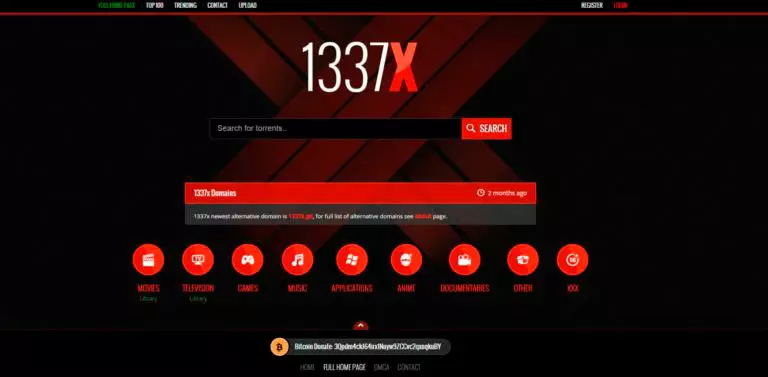 FULL HOME PAGE TOP 100 TRENDING CONTACT UPLOAD REGISTER LOGIN
1337X
Search for torrents.. SEARCH
1337x Domains 2 months ago
1337x newest alternative domain is for full list of alternative domains see about page.
MOVIES TELEVISION GAMES MUSIC APPLICATIONS ANIME DOCUMENTARIES OTHER XXX
Library Library
Bitcoin Donate:
HOME FULL HOME PAGE DMCA CONTACT